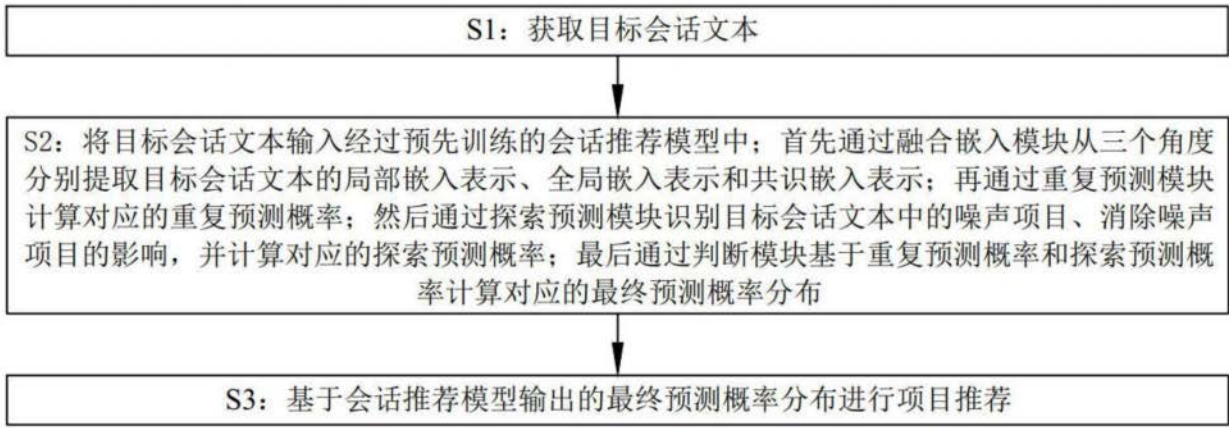 S1：获取目标会话文本
S2：将目标会话文本输入经过预先训练的会话推荐模型中；首先通过融合嵌入模块从三个角度
分别提取目标会话文本的局部嵌入表示、全局嵌入表示和共识嵌入表示；再通过重复预测模块
计算对应的重复预测概率；然后通过探索预测模块识别目标会话文本中的噪声项目、消除噪声
项目的影响，并计算对应的探索预测概率；最后通过判断模块基于重复预测概率和探索预测概
率计算对应的最终预测概率分布
S3：基于会话推荐模型输出的最终预测概率分布进行项目推荐